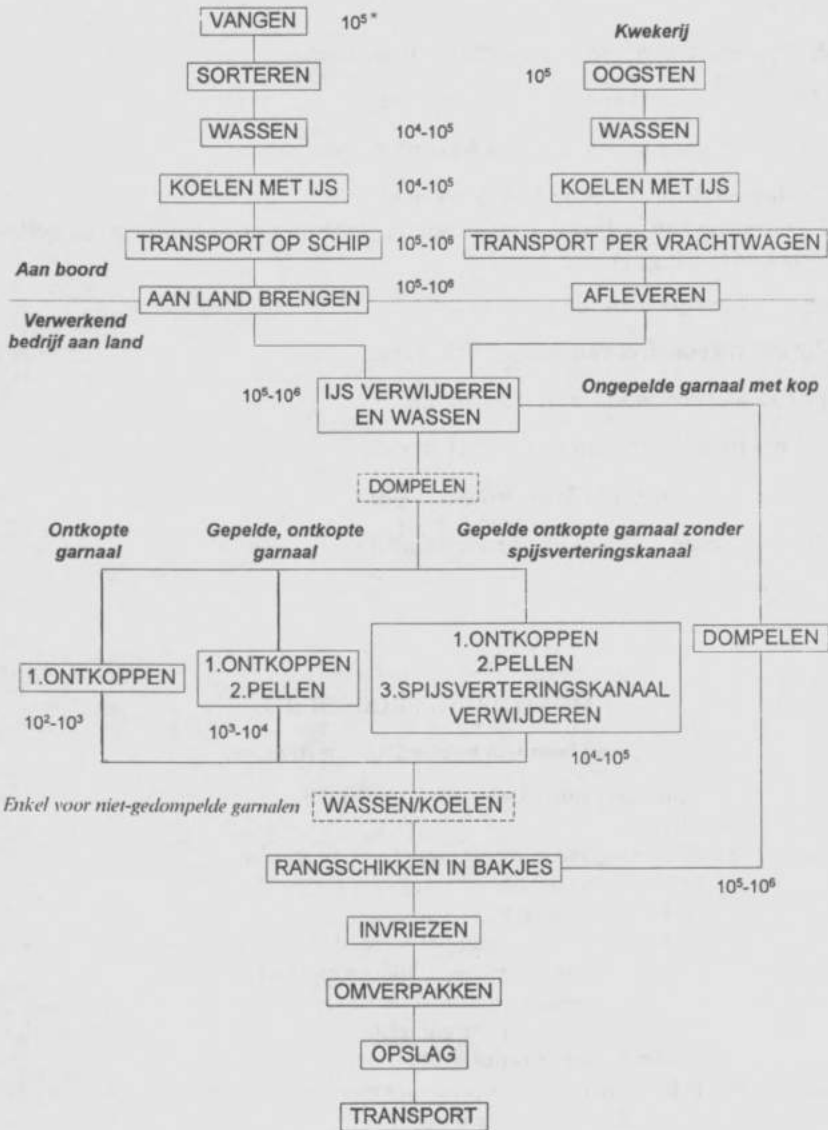 VANGEN 10⁵*
Kwekerij
SORTEREN 10⁵ OOGSTEN
WASSEN 10⁴-10⁵ WASSEN
KOELEN MET IJS 10⁴-10⁵ KOELEN MET IJS
TRANSPORT OP SCHIP 10⁵-10⁶ TRANSPORT PER VRACHTWAGEN
Aan boord
AAN LAND BRENGEN 10⁵-10⁶ AFLEVEREN
Verwerkend
bedrijf aan land
10⁵-10⁶ IJS VERWIJDEREN
EN WASSEN
Ongepelde garnaal met kop
DOMPELEN
Ontkopte
garnaal
Gepelde, ontkopte
garnaal
Gepelde ontkopte garnaal zonder
spijsverteringskanaal
1.ONTKOPPEN
10²-10³
1.ONTKOPPEN
2.PELLEN
10³-10⁴
1.ONTKOPPEN
2.PELLEN
3.SPIJSVERTERINGSKANAAL
VERWIJDEREN
10⁴-10⁵
DOMPELEN
Enkel voor niet-gedompelde garnalen WASSEN/KOELEN
RANGSCHIKKEN IN BAKJES
10⁵-10⁶
INVRIEZEN
OMVERPAKKEN
OPSLAG
TRANSPORT